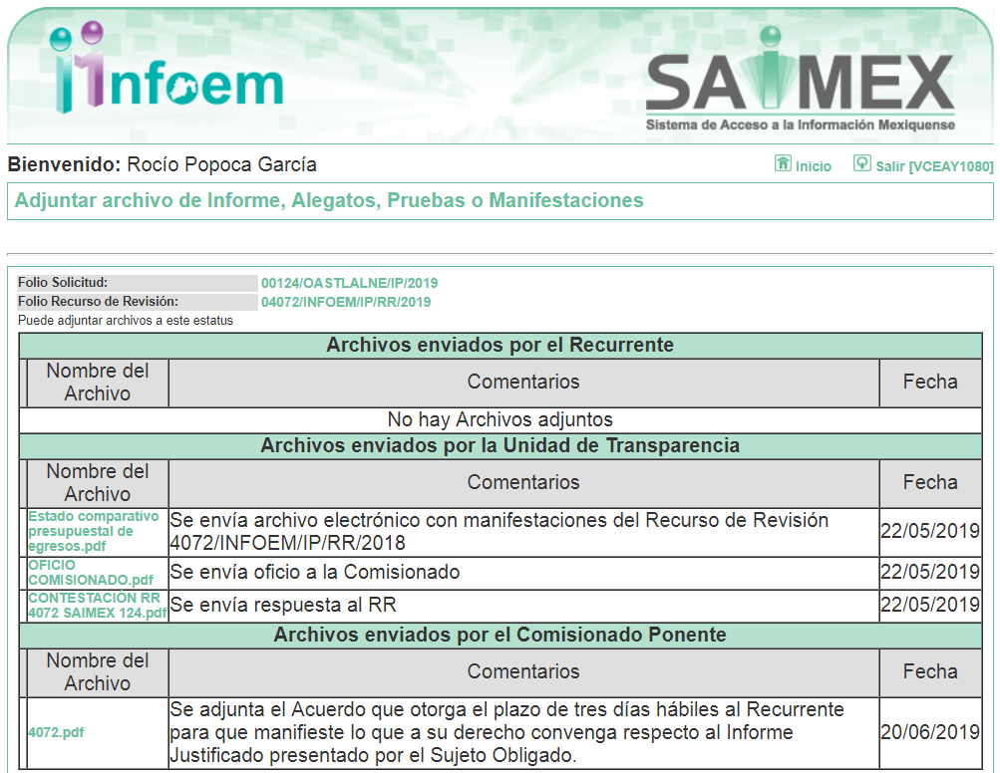 infoem
SAIMEX
Sistema de Acceso a la Información Mexiquense
Bienvenido: Rocío Popoca García
Inicio Salir [VCEAY1080]
Adjuntar archivo de Informe, Alegatos, Pruebas o Manifestaciones
Folio Solicitud: 00124/OASTLALNE/IP/2019
Folio Recurso de Revisión: 04072/INFOEM/IP/RR/2019
Puede adjuntar archivos a este estatus
Archivos enviados por el Recurrente
Nombre del
Archivo
Comentarios
Fecha
No hay Archivos adjuntos
Archivos enviados por la Unidad de Transparencia
Nombre del
Archivo
Comentarios
Fecha
Estado comparativo
presupuestal de
egresos.pdf
Se envía archivo electrónico con manifestaciones del Recurso de Revisión
4072/INFOEM/IP/RR/2018
22/05/2019
OFICIO
COMISIONADO.pdf
Se envía oficio a la Comisionado
22/05/2019
CONTESTACIÓN RR
4072 SAIMEX 124.pdf
Se envía respuesta al RR
22/05/2019
Archivos enviados por el Comisionado Ponente
Nombre del
Archivo
Comentarios
Fecha
4072.pdf
Se adjunta el Acuerdo que otorga el plazo de tres días hábiles al Recurrente
para que manifieste lo que a su derecho convenga respecto al Informe
Justificado presentado por el Sujeto Obligado.
20/06/2019